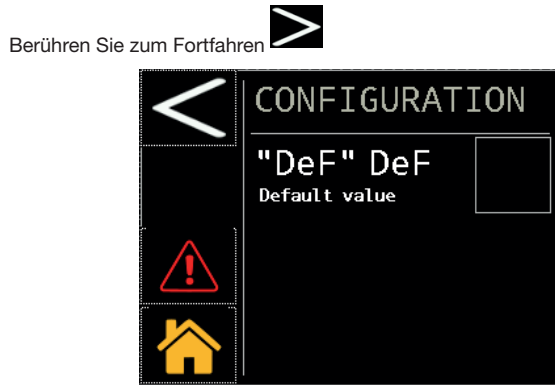 Berühren Sie zum Fortfahren
CONFIGURATION
"DeF" DeF
Default value